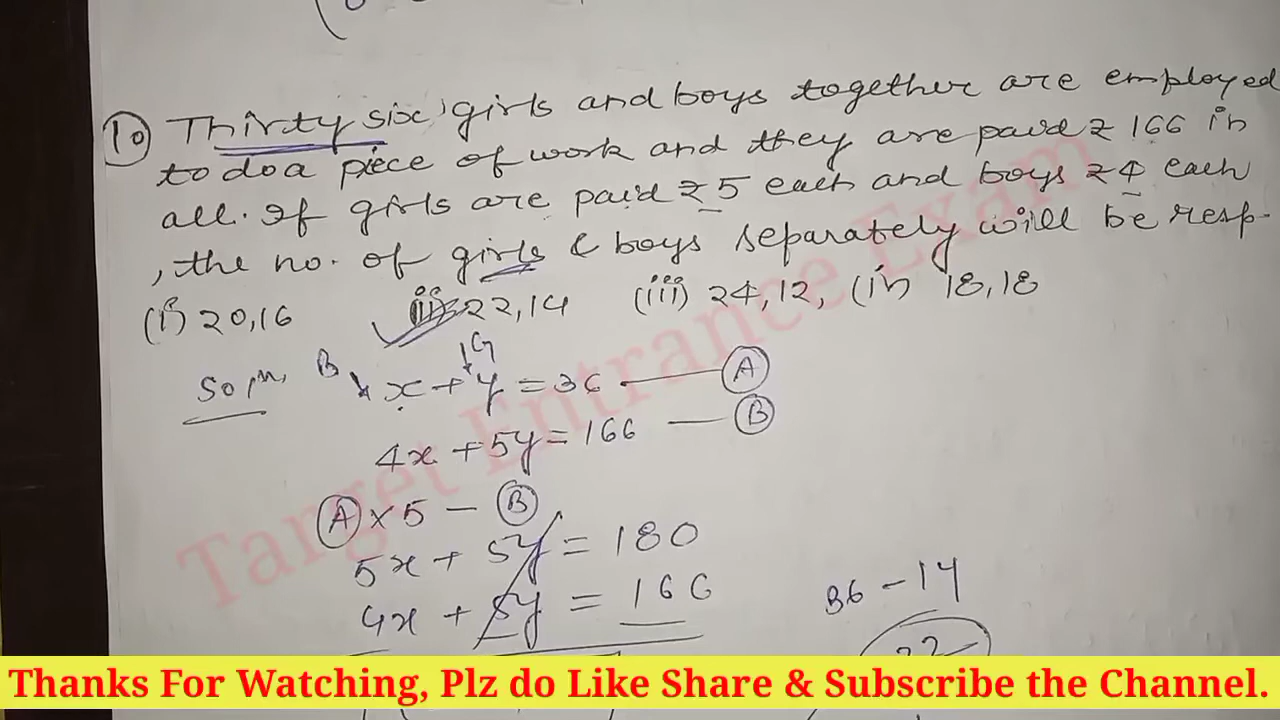 10 Thirty six girls and boys together are employed
to do a piece of work and they are paid ₹ 166 in
all. If girls are paid ₹ 5 each and boys ₹ 4 each
, the no. of girls & boys separately will be resp.
(i) 20,16 (ii) 22,14 (iii) 24,12, (iv) 18,18
Soln. B x + y = 36 A
G
4x + 5y = 166 — B
A × 5 — B
5x + 5y = 180
4x + 5y = 166
36 - 14
22
Target Entrance Exam
Thanks For Watching, Plz do Like Share & Subscribe the Channel.